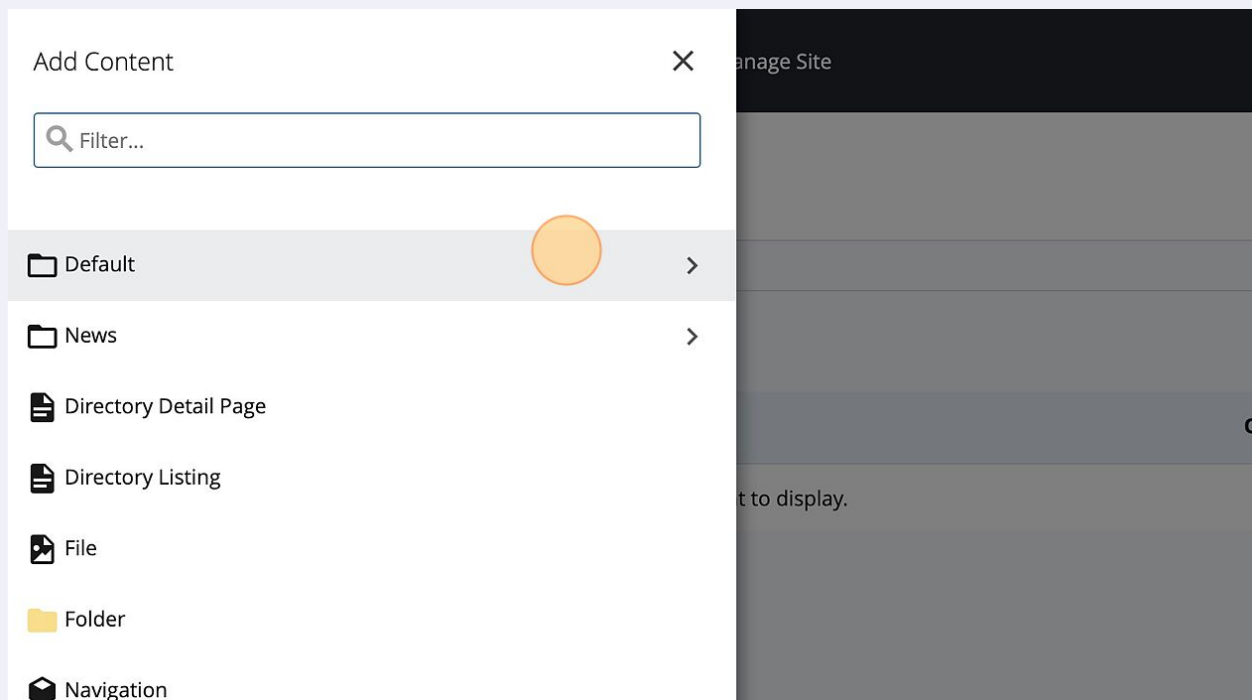 Add Content
anage Site
Filter...
Default
News
Directory Detail Page
Directory Listing
t to display.
File
Folder
Navigation